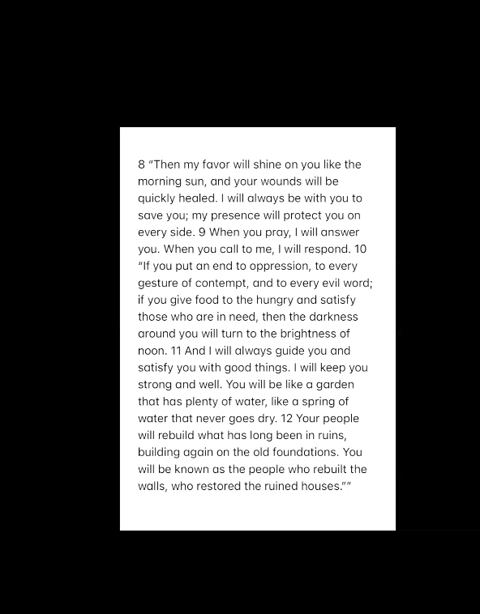 8 “Then my favor will shine on you like the
morning sun, and your wounds will be
quickly healed. I will always be with you to
save you; my presence will protect you on
every side. 9 When you pray, I will answer
you. When you call to me, I will respond. 10
“If you put an end to oppression, to every
gesture of contempt, and to every evil word;
if you give food to the hungry and satisfy
those who are in need, then the darkness
around you will turn to the brightness of
noon. 11 And I will always guide you and
satisfy you with good things. I will keep you
strong and well. You will be like a garden
that has plenty of water, like a spring of
water that never goes dry. 12 Your people
will rebuild what has long been in ruins,
building again on the old foundations. You
will be known as the people who rebuilt the
walls, who restored the ruined houses.””